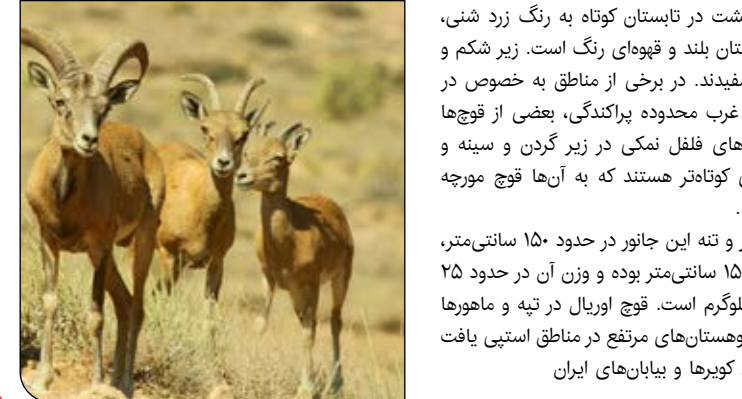 شت در تابستان کوتاه به رنگ زرد شنی،
تان بلند و قهوه‌ای رنگ است. زیر شکم و
فیدند. در برخی از مناطق به خصوص در
غرب محدوده پراکندگی، بعضی از قوچ‌ها
های فلفل نمکی در زیر گردن و سینه و
کوتاه‌تر هستند که به آن‌ها قوچ مورچه
.
ر و تنه این جانور در حدود ۱۵۰ سانتی‌متر،
۱۵ سانتی‌متر بوده و وزن آن در حدود ۲۵
لوگرم است. قوچ اوریال در تپه و ماهورها
وهستان‌های مرتفع در مناطق استپی یافت
کویرها و بیابان‌های ایران